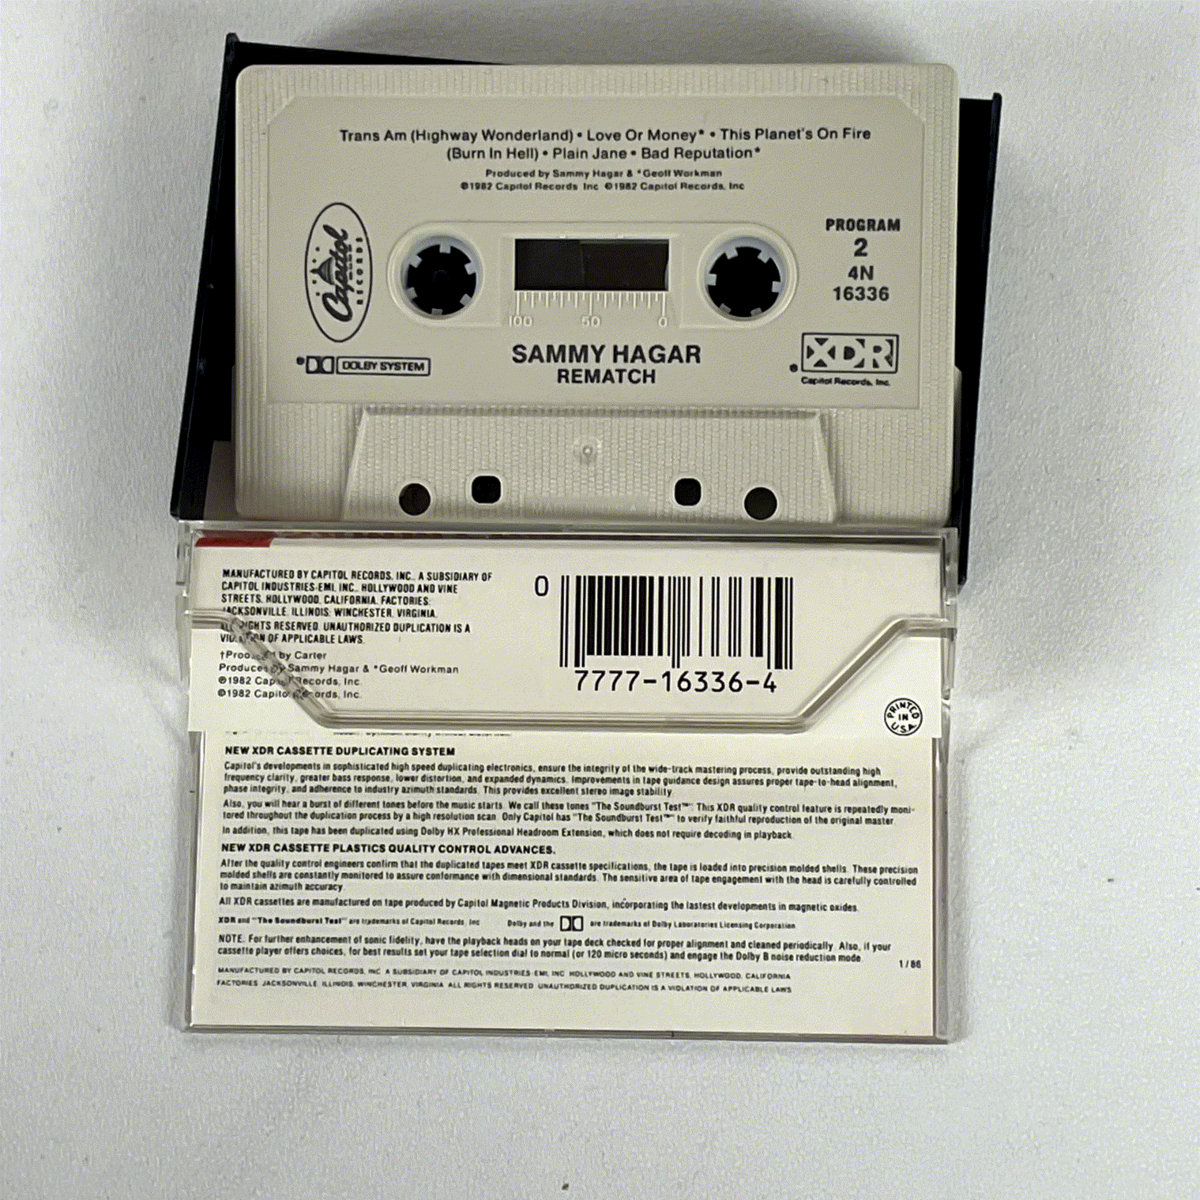 Trans Am (Highway Wonderland) • Love Or Money* • This Planet's On Fire
(Burn In Hell) • Plain Jane • Bad Reputation*
Produced by Sammy Hagar & *Geoff Workman
℗1982 Capitol Records Inc ©1982 Capitol Records, Inc
Capitol
RECORDS
PROGRAM
2
4N
16336
100 50 0
DOLBY SYSTEM
SAMMY HAGAR
REMATCH
XDR
Capitol Records, Inc.
MANUFACTURED BY CAPITOL RECORDS, INC., A SUBSIDIARY OF
CAPITOL INDUSTRIES-EMI, INC., HOLLYWOOD AND VINE
STREETS, HOLLYWOOD, CALIFORNIA. FACTORIES:
JACKSONVILLE, ILLINOIS; WINCHESTER, VIRGINIA.
ALL RIGHTS RESERVED. UNAUTHORIZED DUPLICATION IS A
VIOLATION OF APPLICABLE LAWS.
†Produced by Carter
Produced by Sammy Hagar & *Geoff Workman
℗1982 Capitol Records, Inc.
©1982 Capitol Records, Inc.
0
7777-16336-4
PRINTED
IN
U.S.A.
NEW XDR CASSETTE DUPLICATING SYSTEM
Capitol's developments in sophisticated high speed duplicating electronics, ensure the integrity of the wide-track mastering process, provide outstanding high
frequency clarity, greater bass response, lower distortion, and expanded dynamics. Improvements in tape guidance design assures proper tape-to-head alignment,
phase integrity, and adherence to industry azimuth standards. This provides excellent stereo image stability.
Also, you will hear a burst of different tones before the music starts. We call these tones "The Soundburst Test™" This XDR quality control feature is repeatedly moni-
tored throughout the duplication process by a high resolution scan. Only Capitol has "The Soundburst Test™" to verify faithful reproduction of the original master.
In addition, this tape has been duplicated using Dolby HX Professional Headroom Extension, which does not require decoding in playback.
NEW XDR CASSETTE PLASTICS QUALITY CONTROL ADVANCES.
After the quality control engineers confirm that the duplicated tapes meet XDR cassette specifications, the tape is loaded into precision molded shells. These precision
molded shells are constantly monitored to assure conformance with dimensional standards. The sensitive area of tape engagement with the head is carefully controlled
to maintain azimuth accuracy.
All XDR cassettes are manufactured on tape produced by Capitol Magnetic Products Division, incorporating the lastest developments in magnetic oxides.
XDR and "The Soundburst Test" are trademarks of Capitol Records, Inc Dolby and the are trademarks of Dolby Laboratories Licensing Corporation
NOTE: For further enhancement of sonic fidelity, have the playback heads on your tape deck checked for proper alignment and cleaned periodically. Also, if your
cassette player offers choices, for best results set your tape selection dial to normal (or 120 micro seconds) and engage the Dolby B noise reduction mode.
1/86
MANUFACTURED BY CAPITOL RECORDS, INC. A SUBSIDIARY OF CAPITOL INDUSTRIES-EMI, INC. HOLLYWOOD AND VINE STREETS, HOLLYWOOD, CALIFORNIA
FACTORIES: JACKSONVILLE, ILLINOIS, WINCHESTER, VIRGINIA. ALL RIGHTS RESERVED. UNAUTHORIZED DUPLICATION IS A VIOLATION OF APPLICABLE LAWS